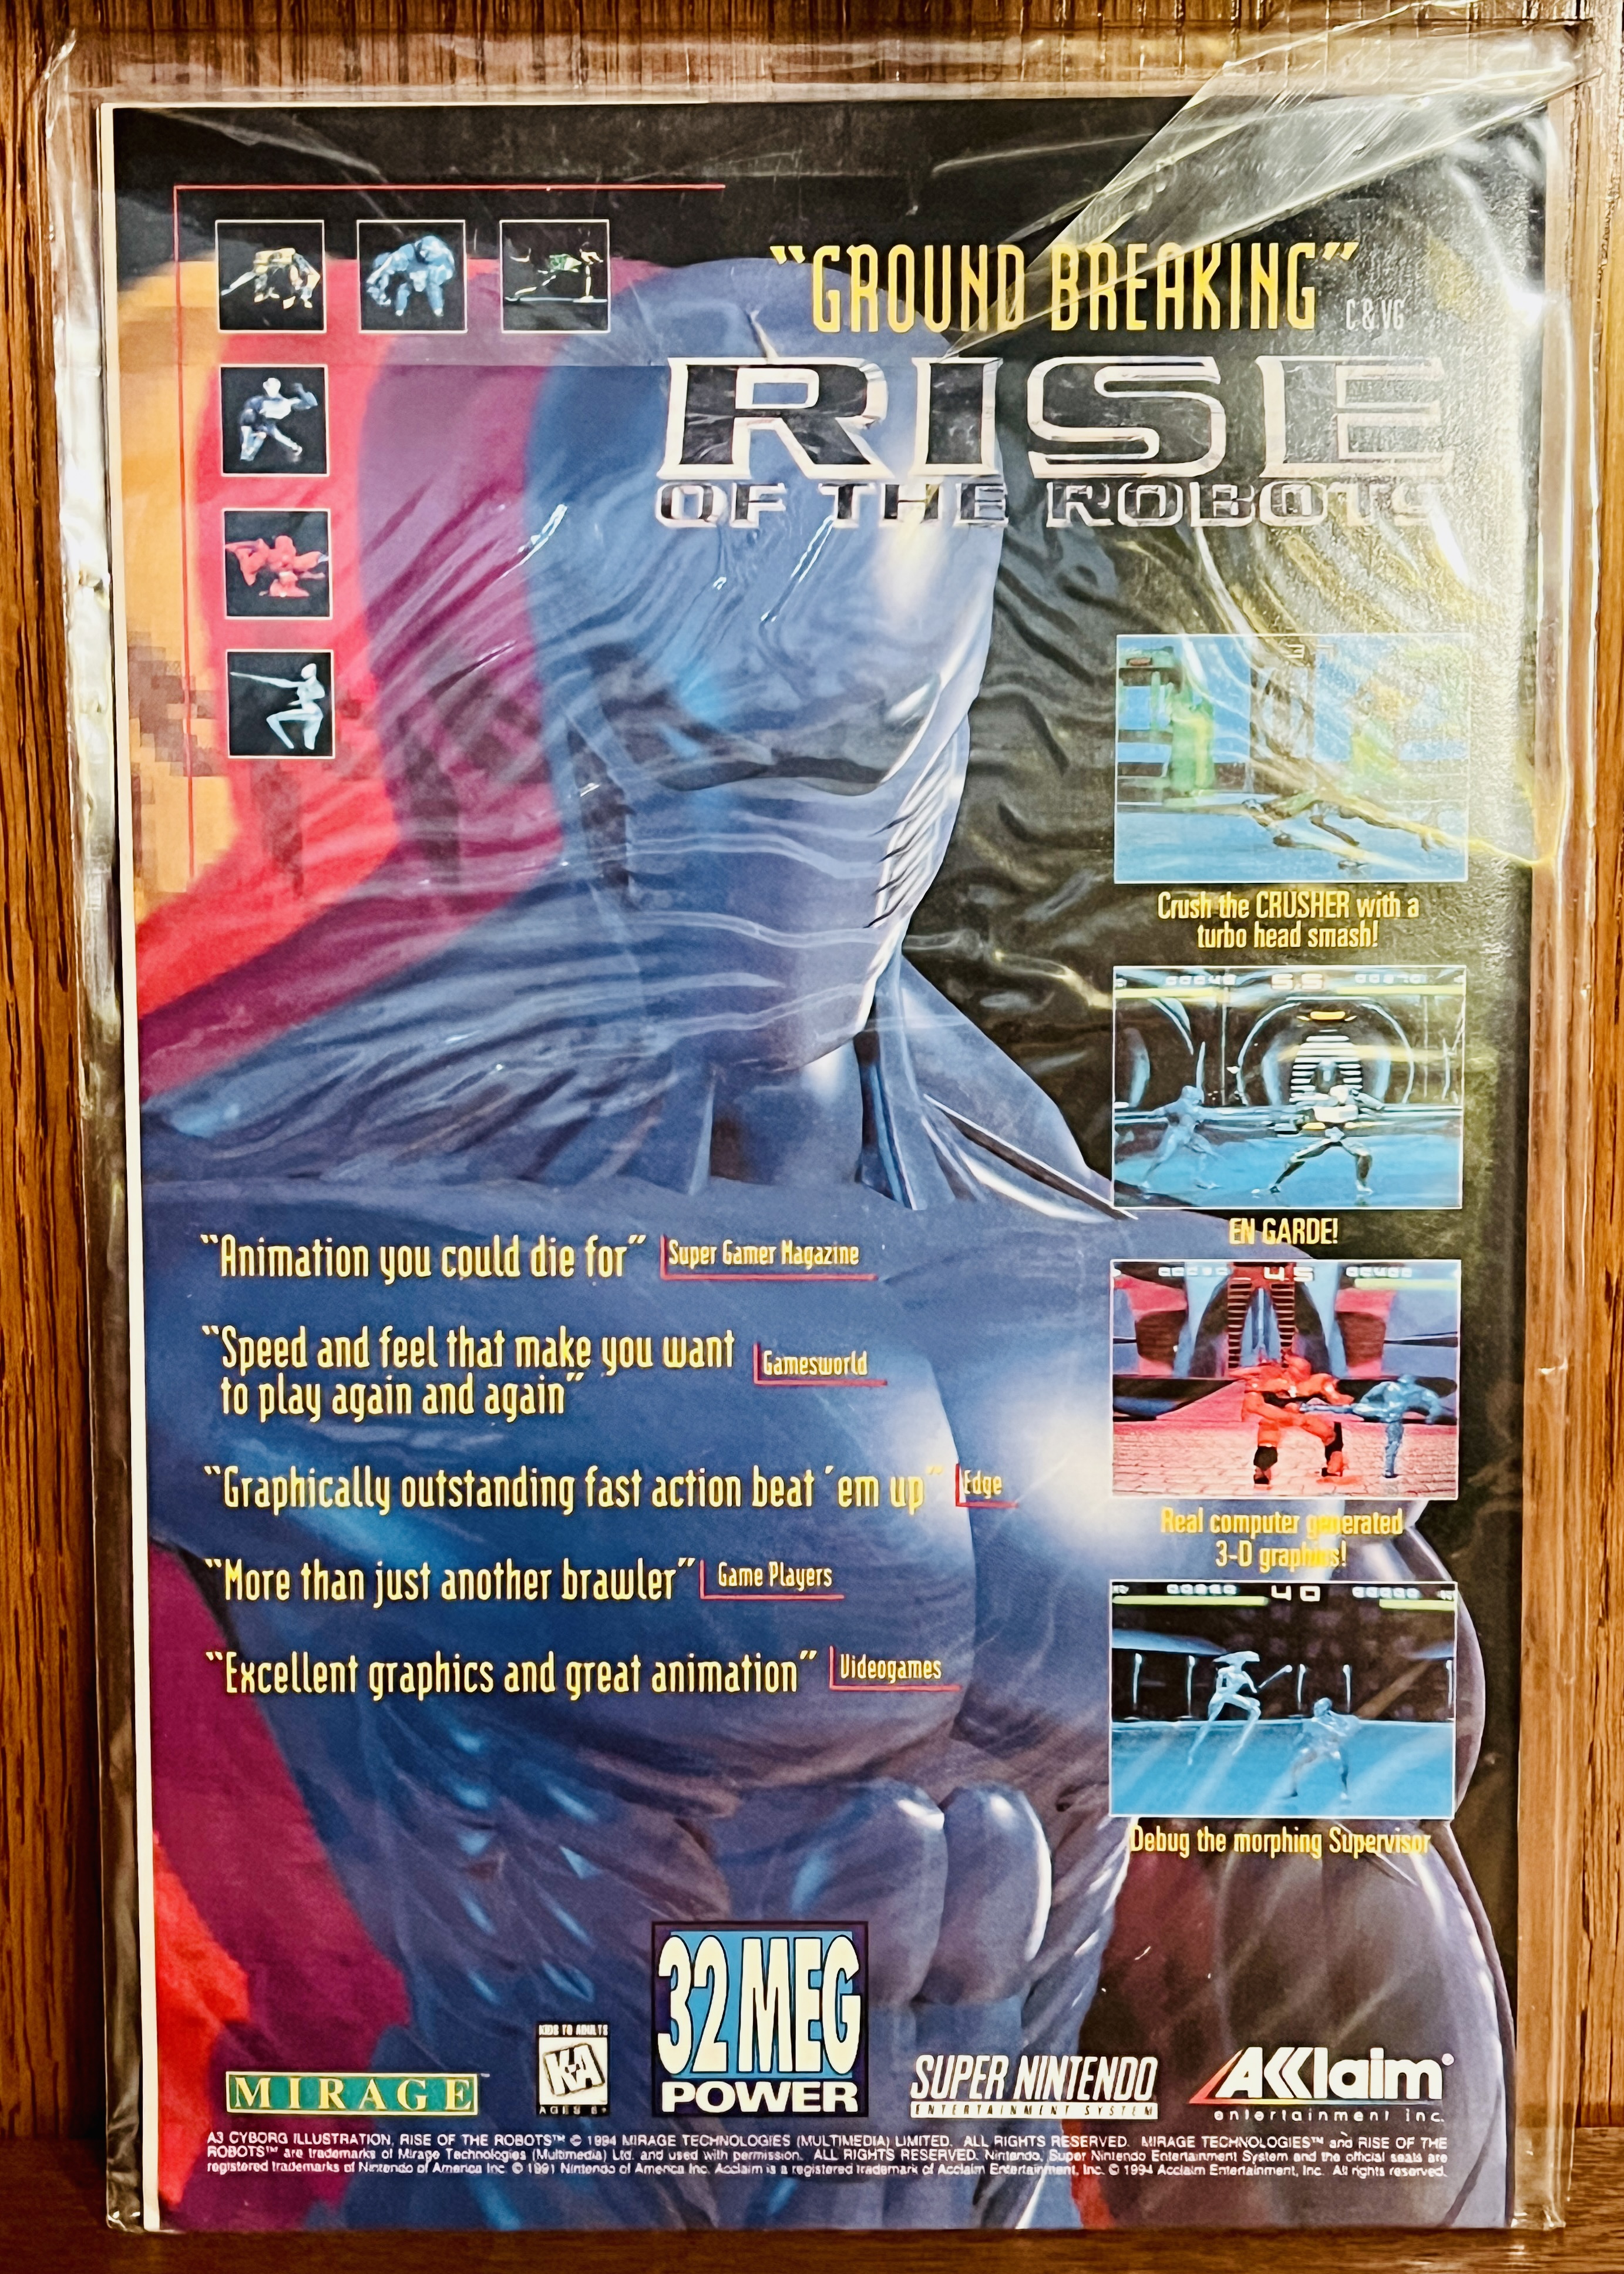 “GROUND BREAKING”
C & VG
RISE
OF THE ROBOTS
Crush the CRUSHER with a
turbo head smash!
55
EN GARDE!
“Animation you could die for” Super Gamer Magazine
“Speed and feel that make you want
to play again and again” Gamesworld
45
“Graphically outstanding fast action beat ´em up” Edge
Real computer generated
3-D graphics!
“More than just another brawler” Game Players
40
“Excellent graphics and great animation” Videogames
Debug the morphing Supervisor
32 MEG
POWER
KIDS TO ADULTS
K-A
AGES 6+
MIRAGE™
SUPER NINTENDO
ENTERTAINMENT SYSTEM
AKKlaim®
entertainment inc.
A3 CYBORG ILLUSTRATION, RISE OF THE ROBOTS™ © 1994 MIRAGE TECHNOLOGIES (MULTIMEDIA) LIMITED. ALL RIGHTS RESERVED. MIRAGE TECHNOLOGIES™ and RISE OF THE
ROBOTS™ are trademarks of Mirage Technologies (Multimedia) Ltd. and used with permission. ALL RIGHTS RESERVED. Nintendo, Super Nintendo Entertainment System and the official seals are
registered trademarks of Nintendo of America Inc. © 1991 Nintendo of America Inc. Acclaim is a registered trademark of Acclaim Entertainment, Inc. © 1994 Acclaim Entertainment, Inc. All rights reserved.